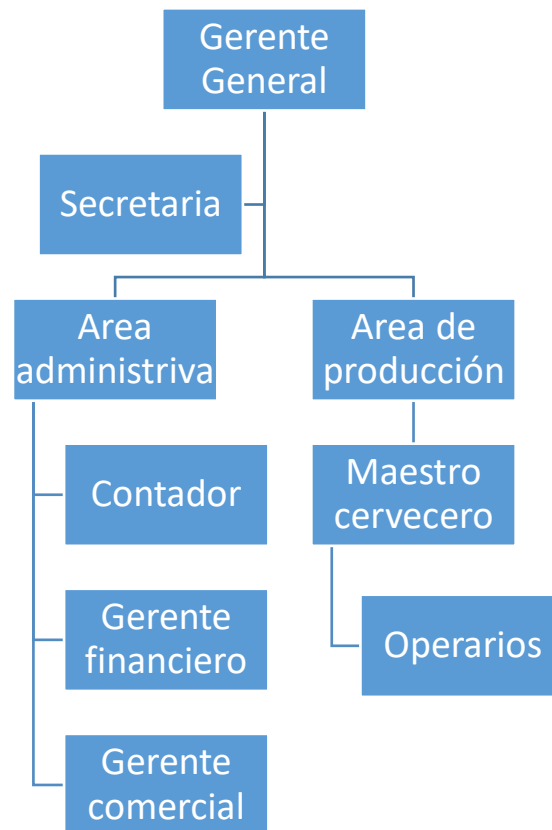 Gerente
General
Secretaria
Area
administriva
Area de
producción
Contador
Maestro
cervecero
Gerente
financiero
Operarios
Gerente
comercial